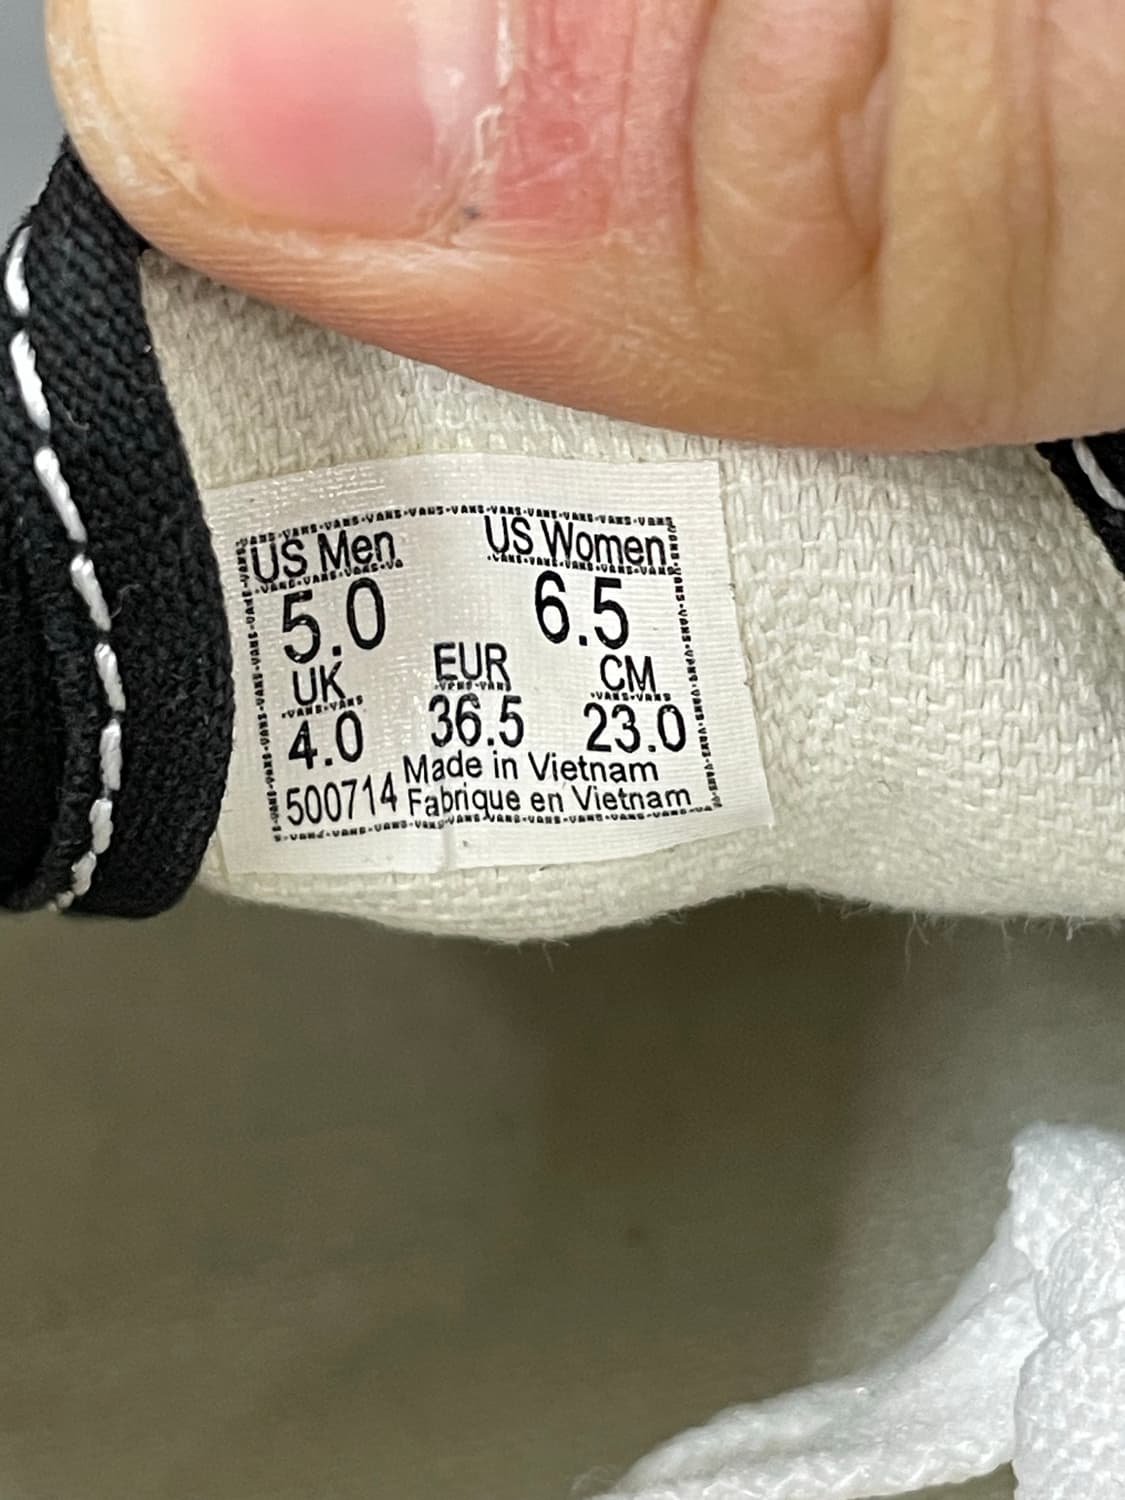 US Men US Women
5.0 6.5
UK EUR CM
4.0 36.5 23.0
Made in Vietnam
500714 Fabrique en Vietnam